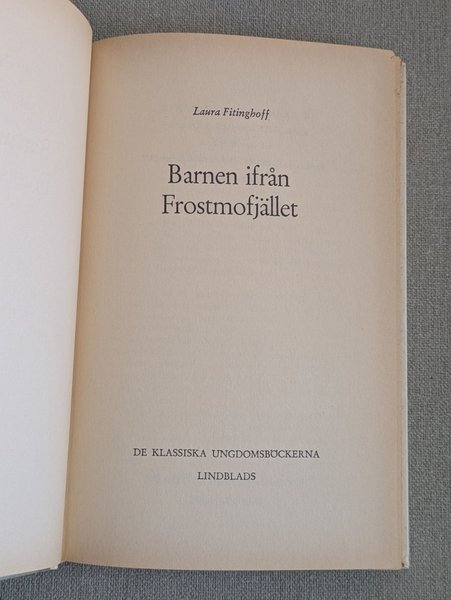 Laura Fitinghoff
Barnen ifrån
Frostmofjället
DE KLASSISKA UNGDOMSBÖCKERNA
LINDBLADS